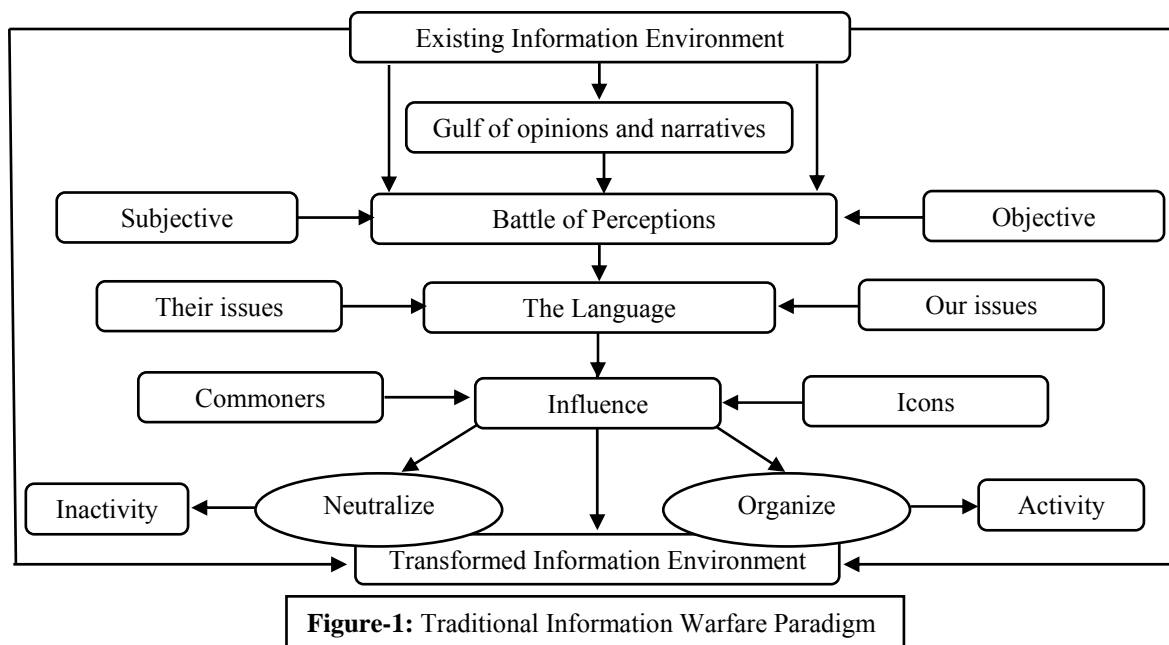 Existing Information Environment
Gulf of opinions and narratives
Subjective
Battle of Perceptions
Objective
Their issues
The Language
Our issues
Commoners
Influence
Icons
Inactivity
Neutralize
Organize
Activity
Transformed Information Environment
Figure-1: Traditional Information Warfare Paradigm